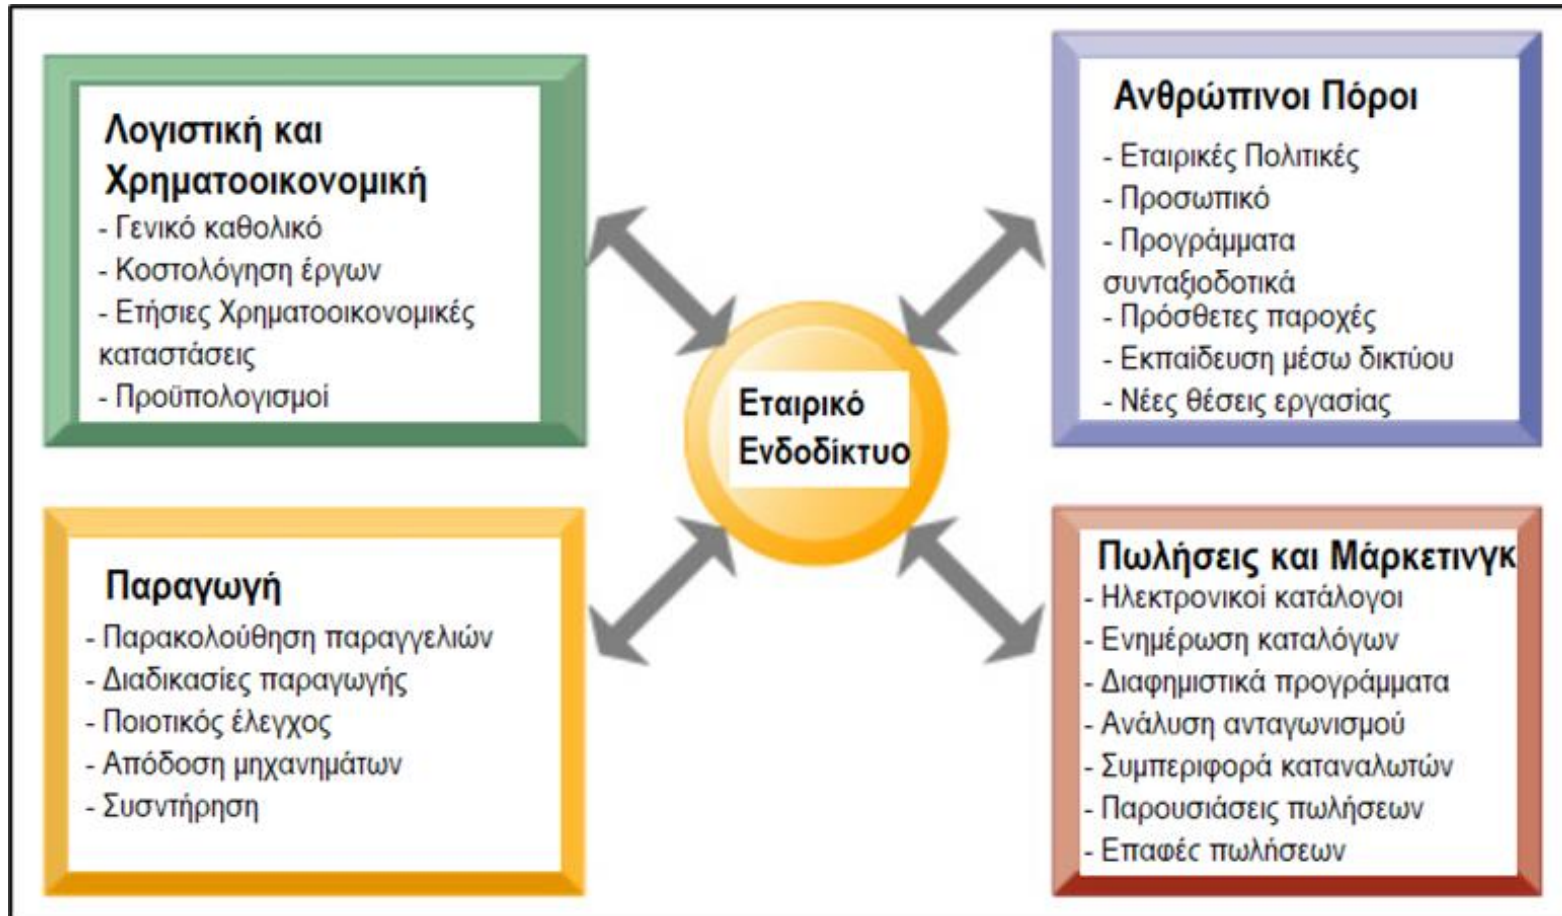 Λογιστική και
Χρηματοοικονομική
- Γενικό καθολικό
- Κοστολόγηση έργων
- Ετήσιες Χρηματοοικονομικές
καταστάσεις
- Προϋπολογισμοί
Ανθρώπινοι Πόροι
- Εταιρικές Πολιτικές
- Προσωπικό
- Προγράμματα
συνταξιοδοτικά
- Πρόσθετες παροχές
- Εκπαίδευση μέσω δικτύου
- Νέες θέσεις εργασίας
Εταιρικό
Ενδοδίκτυο
Παραγωγή
- Παρακολούθηση παραγγελιών
- Διαδικασίες παραγωγής
- Ποιοτικός έλεγχος
- Απόδοση μηχανημάτων
- Συσντήρηση
Πωλήσεις και Μάρκετινγκ
- Ηλεκτρονικοί κατάλογοι
- Ενημέρωση καταλόγων
- Διαφημιστικά προγράμματα
- Ανάλυση ανταγωνισμού
- Συμπεριφορά καταναλωτών
- Παρουσιάσεις πωλήσεων
- Επαφές πωλήσεων